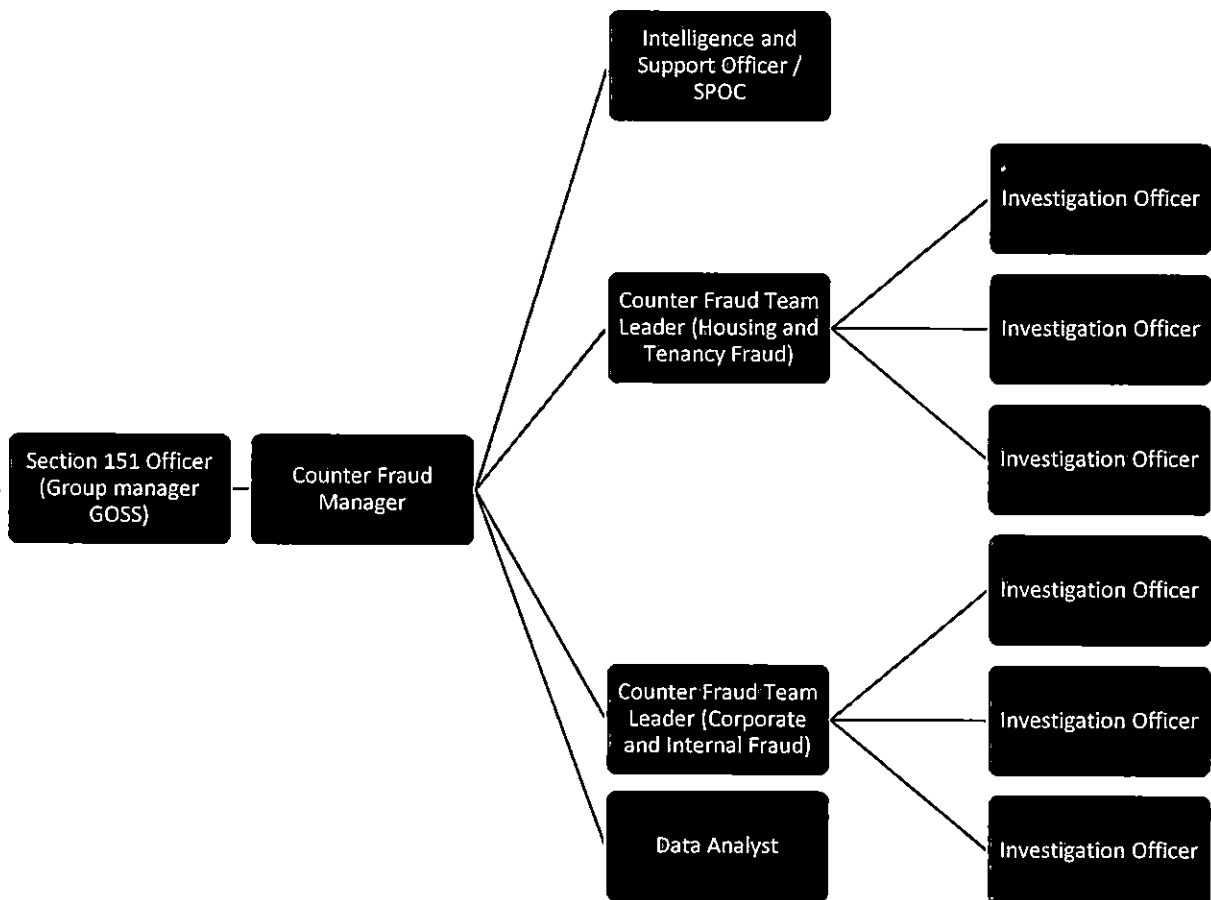 Intelligence and
Support Officer /
SPOC
Investigation Officer
Counter Fraud Team
Leader (Housing and
Tenancy Fraud)
Investigation Officer
Investigation Officer
Section 151 Officer
(Group manager
GOSS)
Counter Fraud
Manager
Investigation Officer
Counter Fraud Team
Leader (Corporate
and Internal Fraud)
Investigation Officer
Data Analyst
Investigation Officer